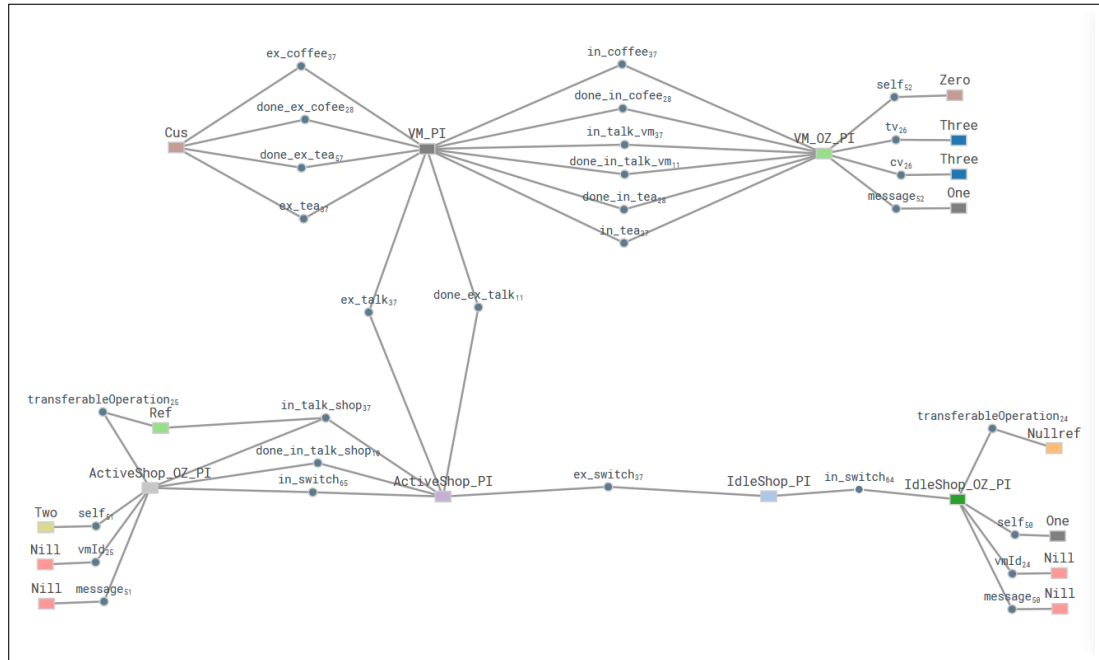 ex_coffee₃₇
in_coffee₃₇
self₅₂
Zero
done_ex_cofee₂₈
done_in_cofee₂₈
Cus
VM_PI
in_talk_vm₃₇
VM_OZ_PI
tv₂₆
Three
done_ex_tea₅₇
done_in_talk_vm₁₁
cv₂₆
Three
ex_tea₃₇
done_in_tea₂₈
message₅₂
One
in_tea₃₇
ex_talk₃₇
done_ex_talk₁₁
transferableOperation₂₅
Ref
in_talk_shop₃₇
transferableOperation₂₄
Nullref
done_in_talk_shop₁₀
ActiveShop_OZ_PI
in_switch₆₅
ActiveShop_PI
ex_switch₃₇
IdleShop_PI
in_switch₆₄
IdleShop_OZ_PI
Two
self₅₁
self₅₀
One
Nill
vmId₂₅
vmId₂₄
Nill
Nill
message₅₁
message₅₀
Nill